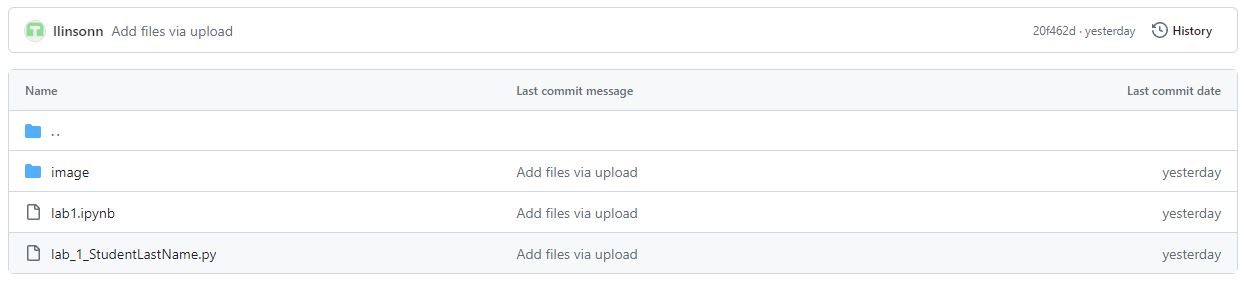 llinsonn Add files via upload 20f462d · yesterday History
Name Last commit message Last commit date
..
image Add files via upload yesterday
lab1.ipynb Add files via upload yesterday
lab_1_StudentLastName.py Add files via upload yesterday